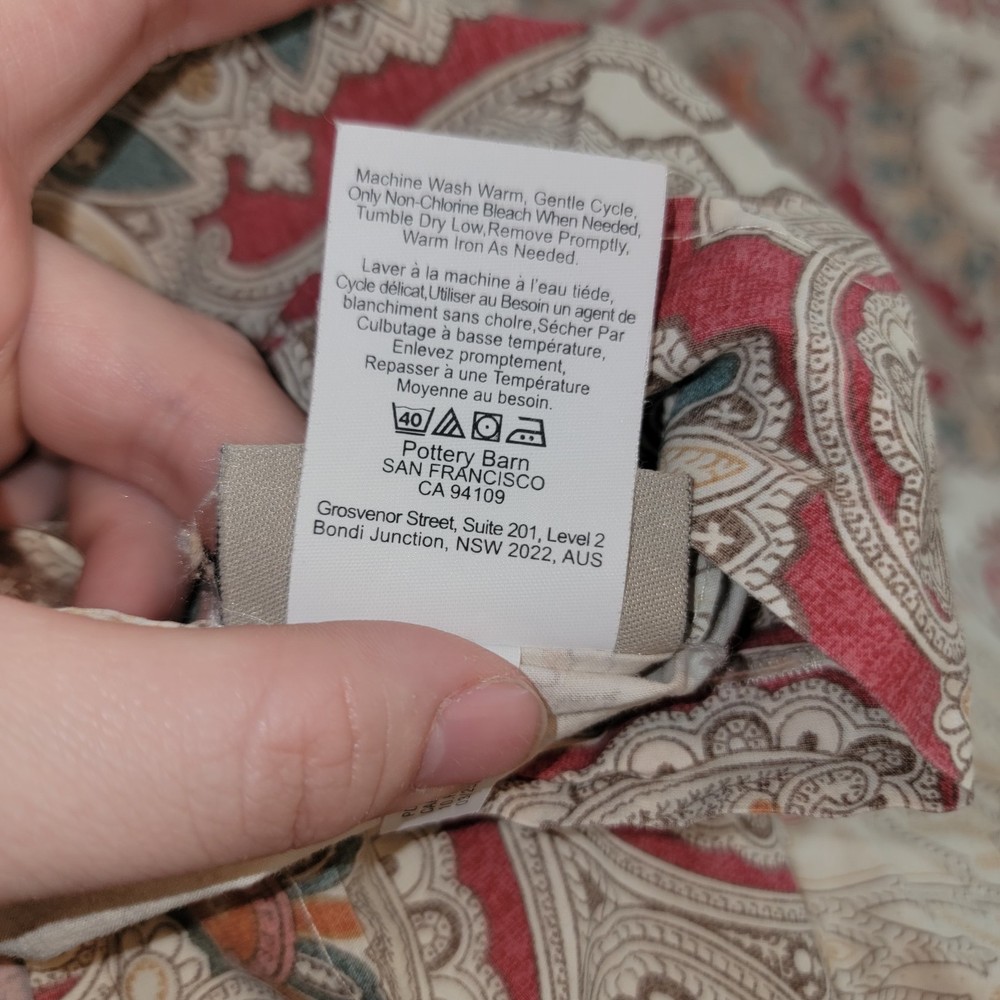 Machine Wash Warm, Gentle Cycle,
Only Non-Chlorine Bleach When Needed,
Tumble Dry Low,Remove Promptly,
Warm Iron As Needed.
Laver à la machine à l'eau tiéde,
Cycle délicat,Utiliser au Besoin un agent de
blanchiment sans cholre,Sécher Par
Culbutage à basse température,
Enlevez promptement,
Repasser à une Température
Moyenne au besoin.
40
Pottery Barn
SAN FRANCISCO
CA 94109
Grosvenor Street, Suite 201, Level 2
Bondi Junction, NSW 2022, AUS